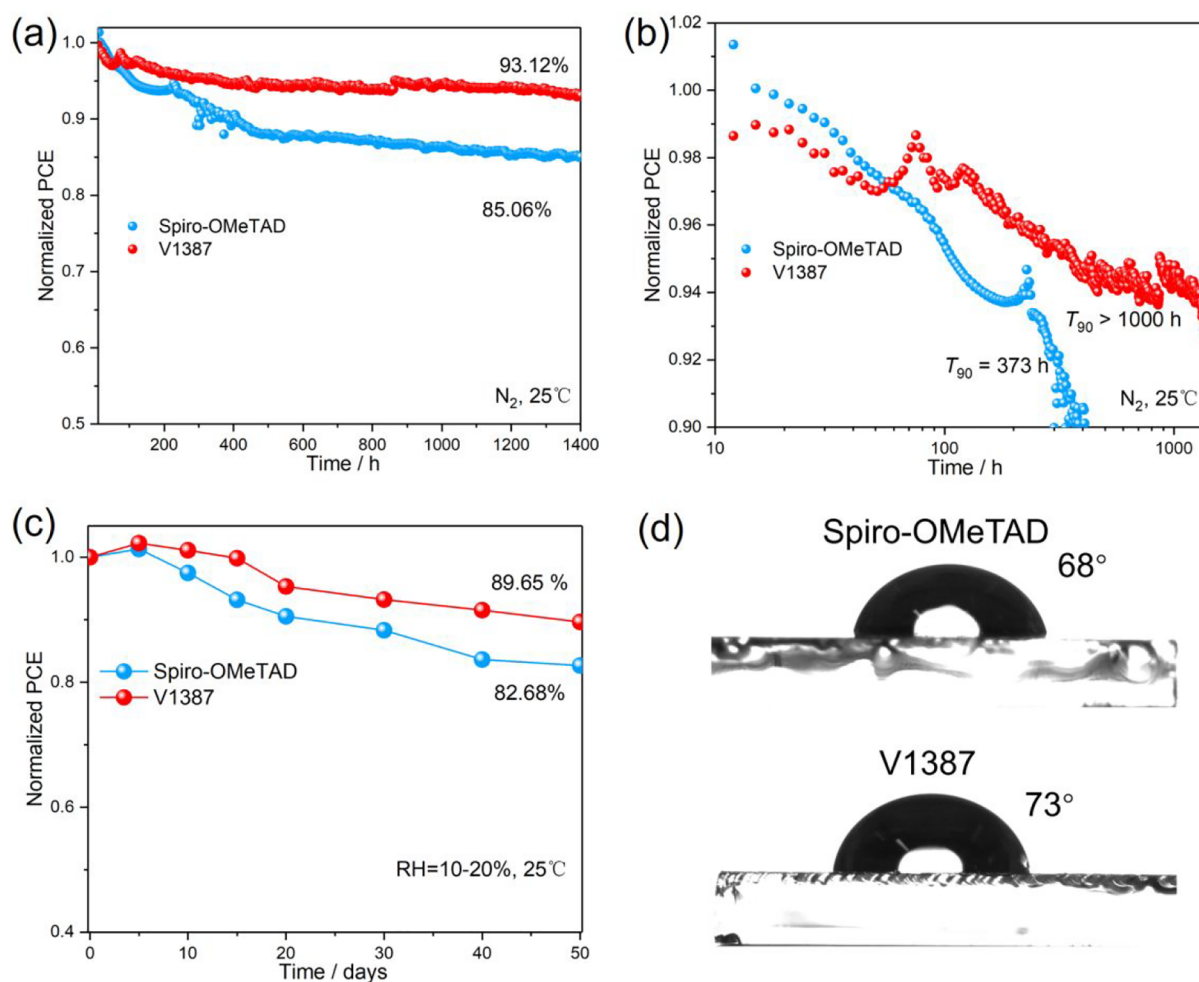 (a)
Normalized PCE
1.0
0.9
0.8
0.7
0.6
0.5
93.12%
85.06%
Spiro-OMeTAD
V1387
N₂, 25℃
200 400 600 800 1000 1200 1400
Time / h
(b)
Normalized PCE
1.02
1.00
0.98
0.96
0.94
0.92
0.90
Spiro-OMeTAD
V1387
T₉₀ > 1000 h
T₉₀ = 373 h
N₂, 25℃
10 100 1000
Time / h
(c)
Normalized PCE
1.0
0.8
0.6
0.4
89.65 %
Spiro-OMeTAD
V1387
82.68%
RH=10-20%, 25℃
0 10 20 30 40 50
Time / days
(d)
Spiro-OMeTAD
68°
V1387
73°